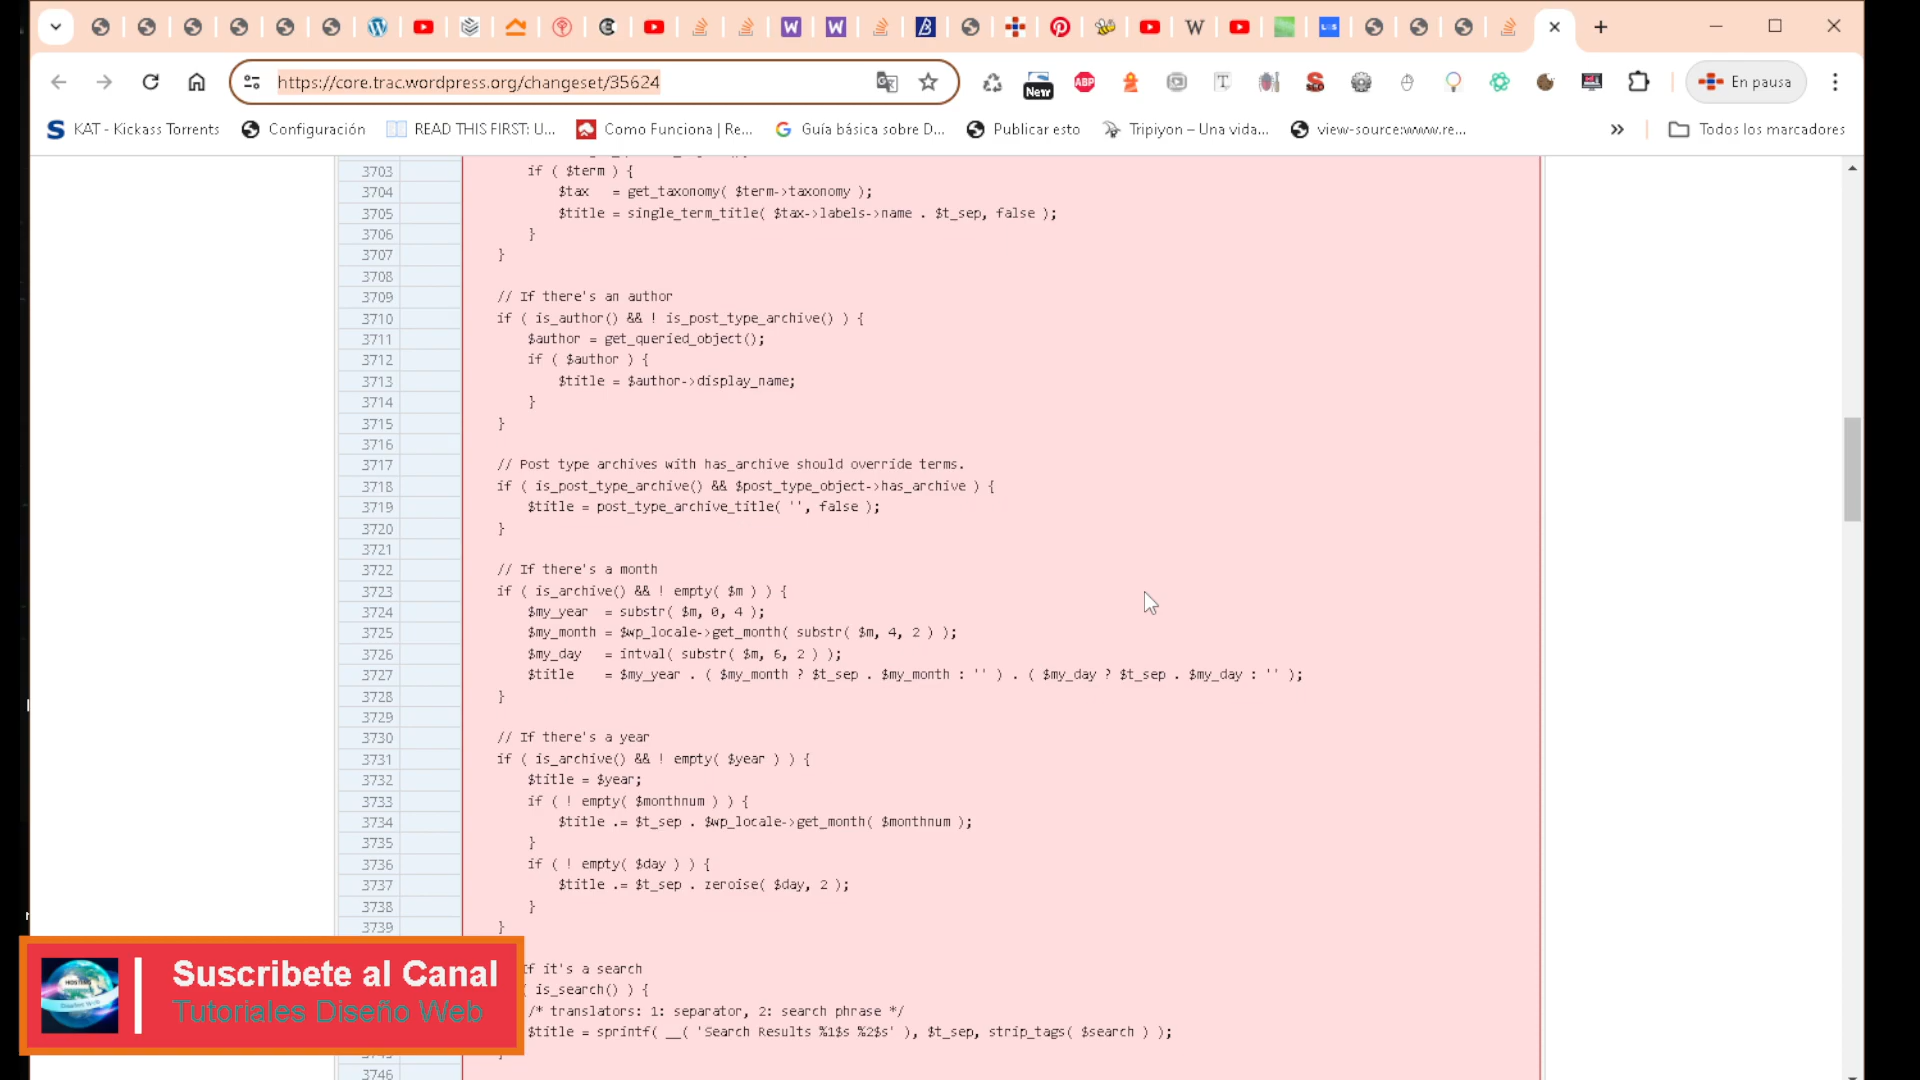 https://core.trac.wordpress.org/changeset/35624
New
ABP
En pausa
KAT - Kickass Torrents
Configuración
READ THIS FIRST: U...
Como Funciona | Re...
Guía básica sobre D...
Publicar esto
Tripiyon – Una vida...
view-source:www.re...
»
Todos los marcadores
3703 if ( $term ) {
3704 $tax   = get_taxonomy( $term->taxonomy );
3705 $title = single_term_title( $tax->labels->name . $t_sep, false );
3706 }
3707 }
3708
3709 // If there's an author
3710 if ( is_author() && ! is_post_type_archive() ) {
3711 $author = get_queried_object();
3712 if ( $author ) {
3713 $title = $author->display_name;
3714 }
3715 }
3716
3717 // Post type archives with has_archive should override terms.
3718 if ( is_post_type_archive() && $post_type_object->has_archive ) {
3719 $title = post_type_archive_title( '', false );
3720 }
3721
3722 // If there's a month
3723 if ( is_archive() && ! empty( $m ) ) {
3724 $my_year  = substr( $m, 0, 4 );
3725 $my_month = $wp_locale->get_month( substr( $m, 4, 2 ) );
3726 $my_day   = intval( substr( $m, 6, 2 ) );
3727 $title    = $my_year . ( $my_month ? $t_sep . $my_month : '' ) . ( $my_day ? $t_sep . $my_day : '' );
3728 }
3729
3730 // If there's a year
3731 if ( is_archive() && ! empty( $year ) ) {
3732 $title = $year;
3733 if ( ! empty( $monthnum ) ) {
3734 $title .= $t_sep . $wp_locale->get_month( $monthnum );
3735 }
3736 if ( ! empty( $day ) ) {
3737 $title .= $t_sep . zeroise( $day, 2 );
3738 }
3739 }
If it's a search
( is_search() ) {
/* translators: 1: separator, 2: search phrase */
$title = sprintf( __( 'Search Results %1$s %2$s' ), $t_sep, strip_tags( $search ) );
3746
Suscribete al Canal
Tutoriales Diseño Web